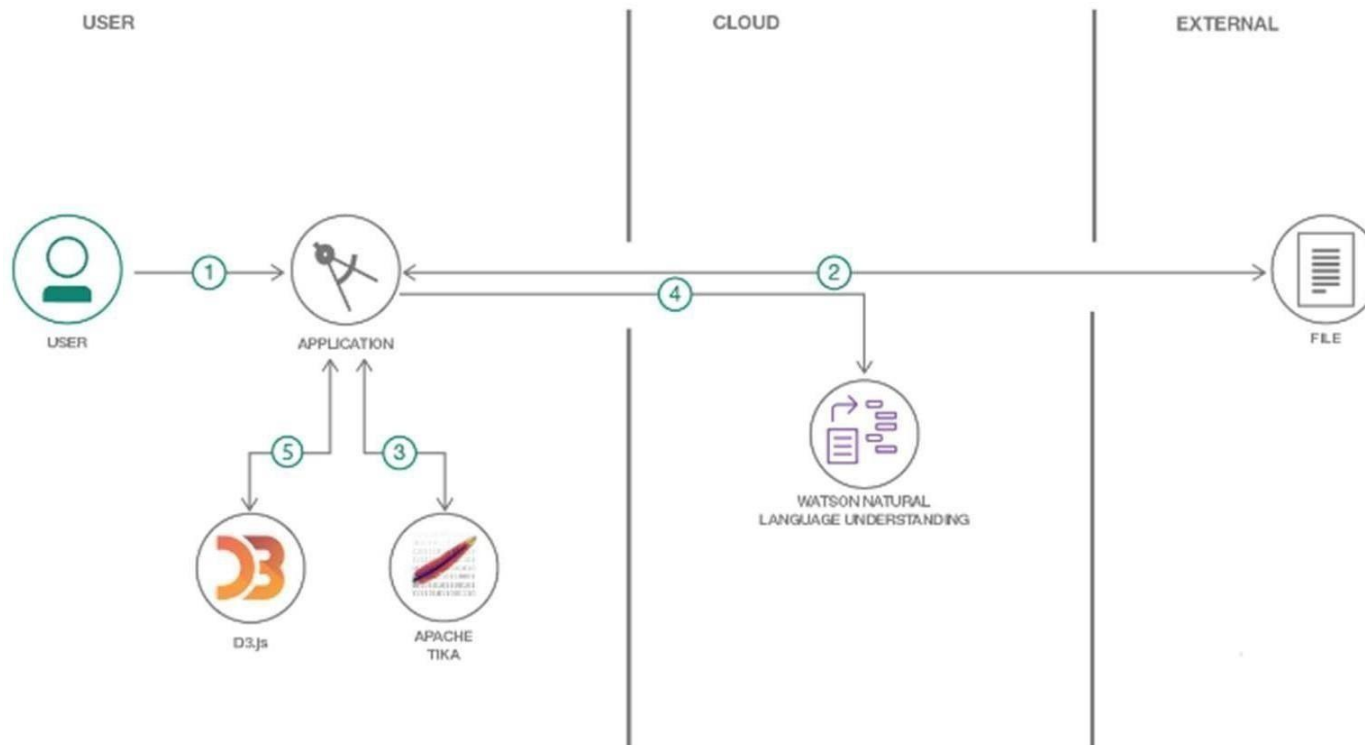 USER
CLOUD
EXTERNAL
1
2
4
USER
APPLICATION
FILE
5
3
WATSON NATURAL
LANGUAGE UNDERSTANDING
D3.js
APACHE
TIKA